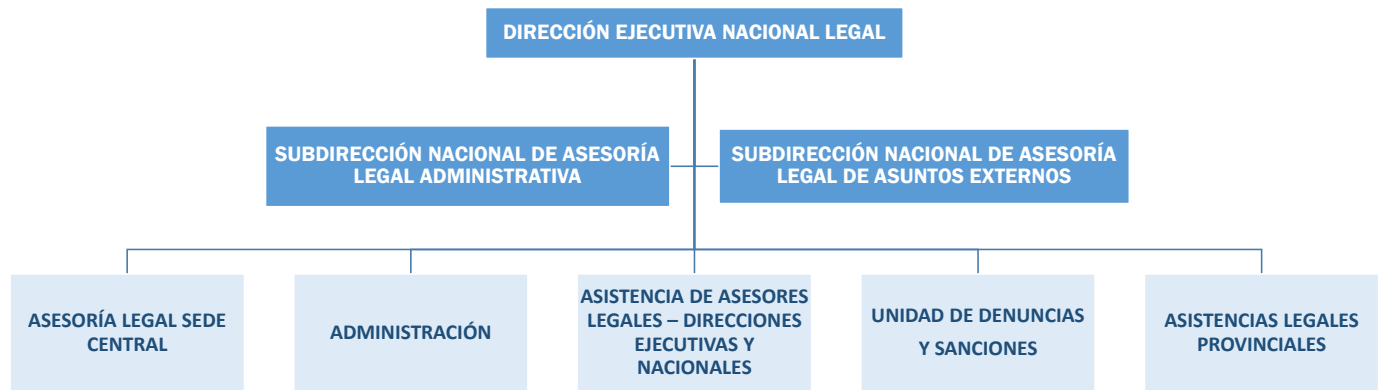 DIRECCIÓN EJECUTIVA NACIONAL LEGAL
SUBDIRECCIÓN NACIONAL DE ASESORÍA
LEGAL ADMINISTRATIVA
SUBDIRECCIÓN NACIONAL DE ASESORÍA
LEGAL DE ASUNTOS EXTERNOS
ASESORÍA LEGAL SEDE
CENTRAL
ADMINISTRACIÓN
ASISTENCIA DE ASESORES
LEGALES – DIRECCIONES
EJECUTIVAS Y
NACIONALES
UNIDAD DE DENUNCIAS
Y SANCIONES
ASISTENCIAS LEGALES
PROVINCIALES